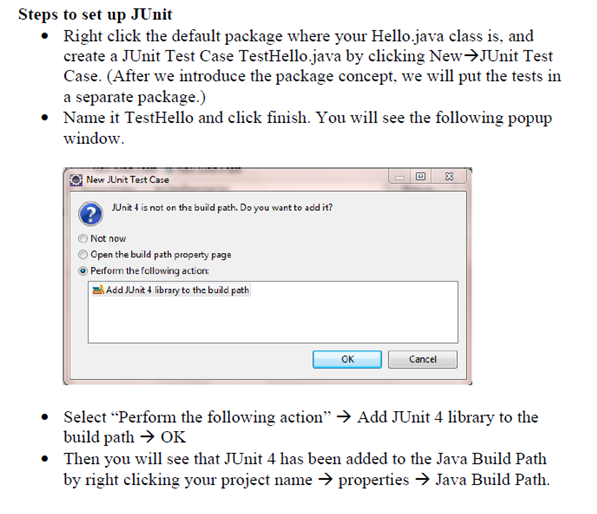 Steps to set up JUnit
• Right click the default package where your Hello.java class is, and
create a JUnit Test Case TestHello.java by clicking New→JUnit Test
Case. (After we introduce the package concept, we will put the tests in
a separate package.)
• Name it TestHello and click finish. You will see the following popup
window.
New JUnit Test Case
JUnit 4 is not on the build path. Do you want to add it?
Not now
Open the build path property page
Perform the following action:
Add JUnit 4 library to the build path
OK Cancel
• Select “Perform the following action” → Add JUnit 4 library to the
build path → OK
• Then you will see that JUnit 4 has been added to the Java Build Path
by right clicking your project name → properties → Java Build Path.